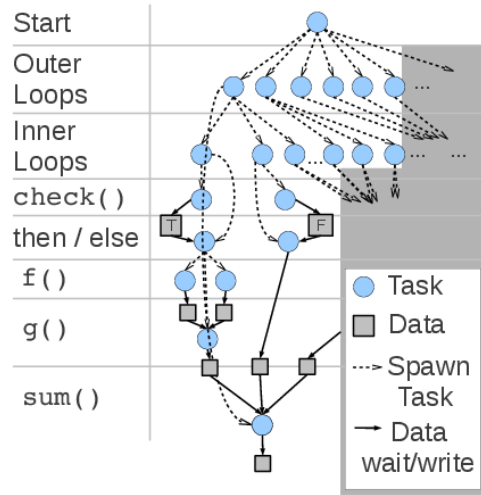 Start
Outer
Loops
...
Inner
Loops
... ... ...
check()
T
F
then / else
f()
g()
sum()
Task
Data
Spawn
Task
Data
wait/write